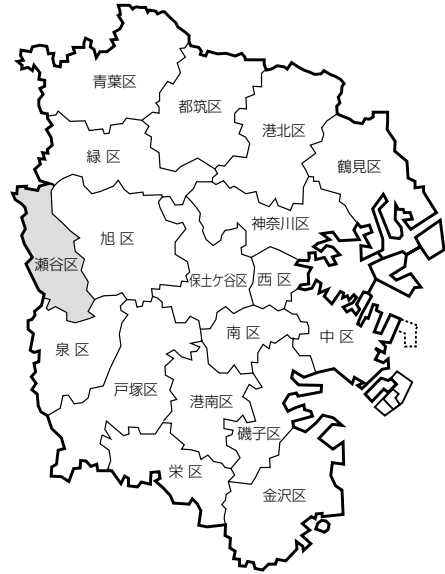 青葉区
都筑区
港北区
緑 区
鶴見区
旭 区
神奈川区
瀬谷区
保土ケ谷区
西 区
南 区
中 区
泉 区
戸塚区
港南区
磯子区
栄 区
金沢区